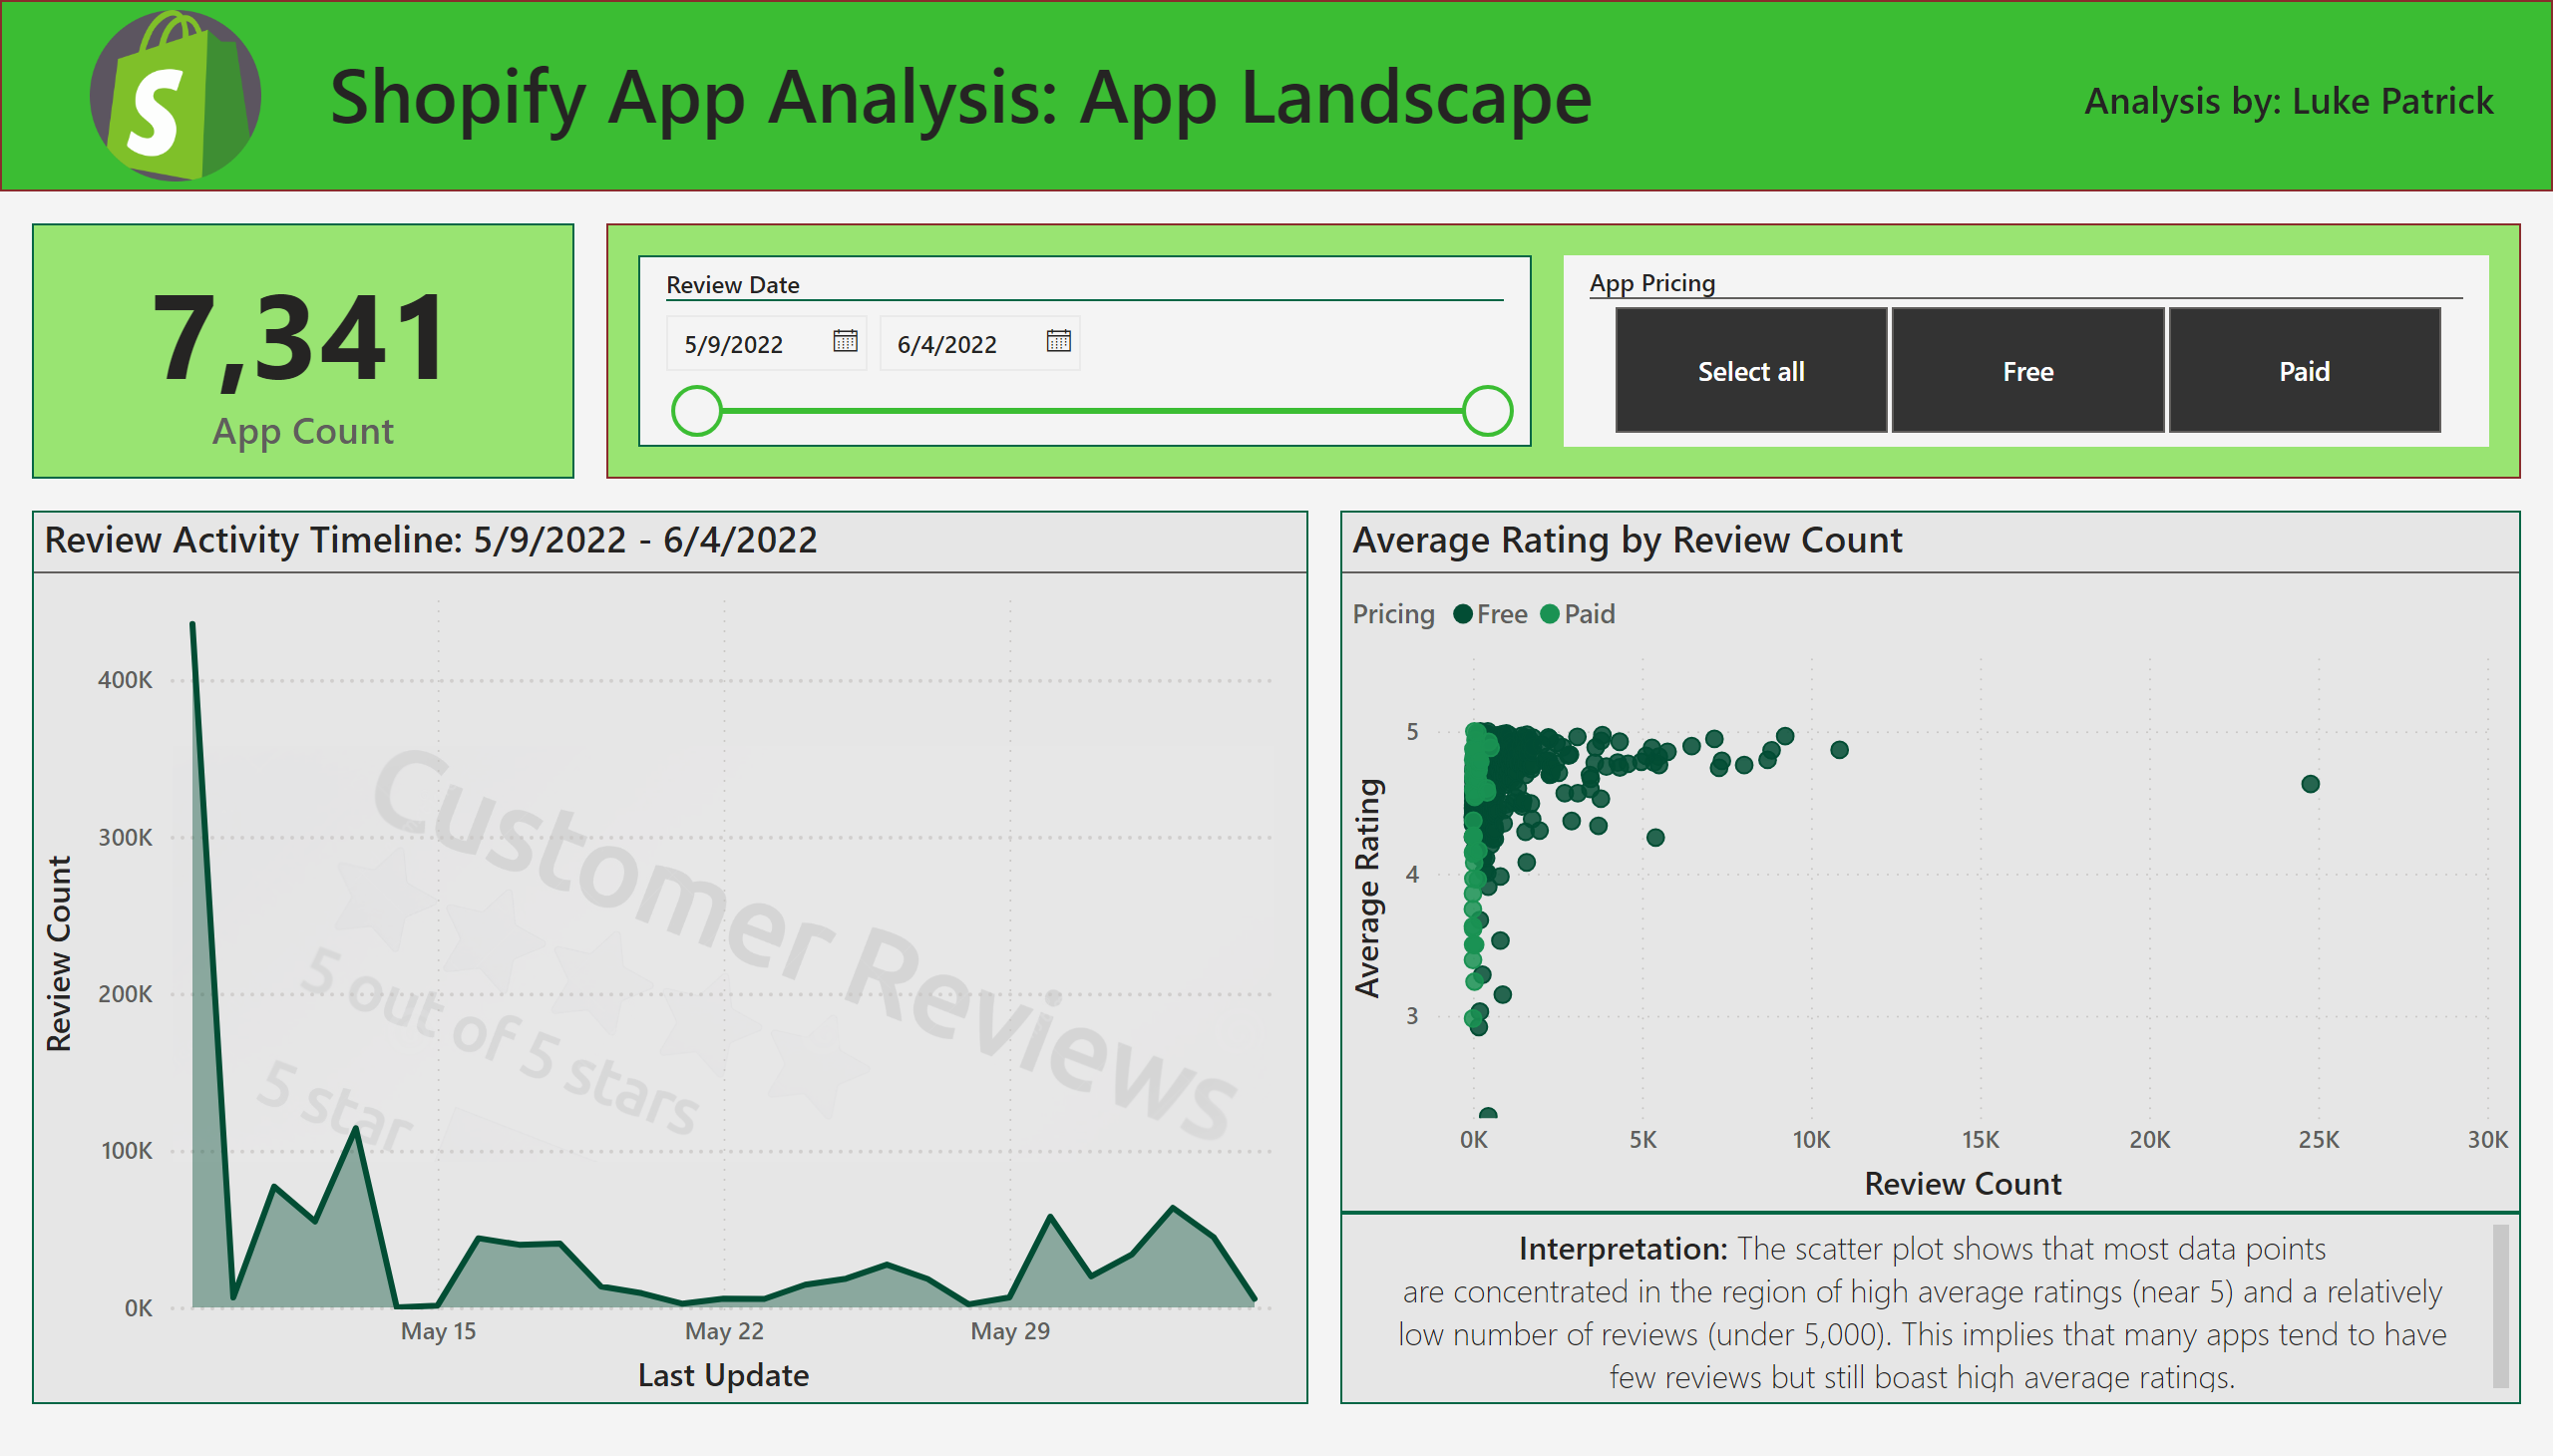 S
Shopify App Analysis: App Landscape
Analysis by: Luke Patrick
7,341
App Count
Review Date
5/9/2022
6/4/2022
App Pricing
Select all
Free
Paid
Review Activity Timeline: 5/9/2022 - 6/4/2022
Customer Reviews
5 out of 5 stars
5 star
Review Count
400K
300K
200K
100K
0K
May 15
May 22
May 29
Last Update
Average Rating by Review Count
Pricing Free Paid
Average Rating
5
4
3
0K
5K
10K
15K
20K
25K
30K
Review Count
Interpretation: The scatter plot shows that most data points
are concentrated in the region of high average ratings (near 5) and a relatively
low number of reviews (under 5,000). This implies that many apps tend to have
few reviews but still boast high average ratings.